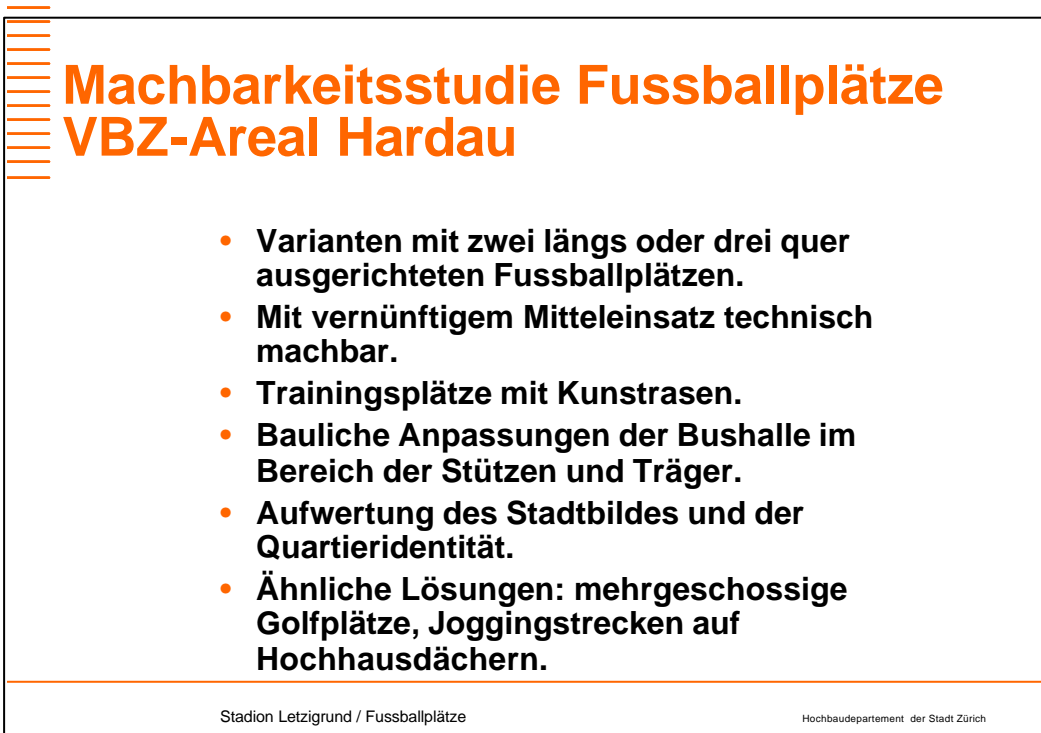 Machbarkeitsstudie Fussballplätze
VBZ-Areal Hardau
• Varianten mit zwei längs oder drei quer
ausgerichteten Fussballplätzen.
• Mit vernünftigem Mitteleinsatz technisch
machbar.
• Trainingsplätze mit Kunstrasen.
• Bauliche Anpassungen der Bushalle im
Bereich der Stützen und Träger.
• Aufwertung des Stadtbildes und der
Quartieridentität.
• Ähnliche Lösungen: mehrgeschossige
Golfplätze, Joggingstrecken auf
Hochhausdächern.
Stadion Letzigrund / Fussballplätze
Hochbaudepartement der Stadt Zürich